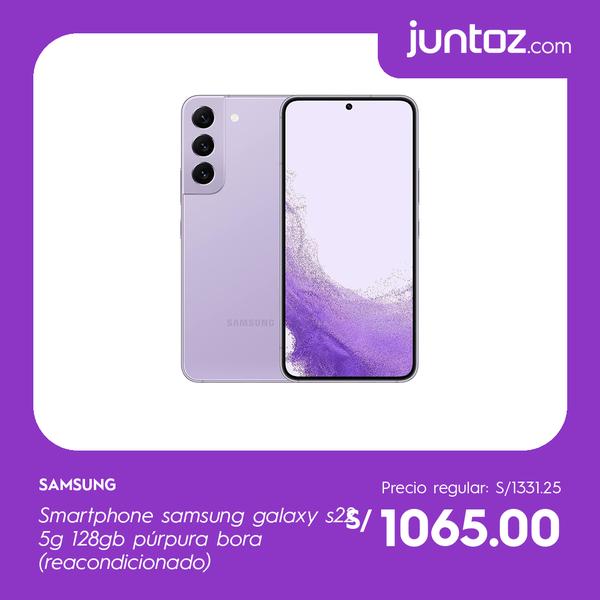 juntoz.com
SAMSUNG
SAMSUNG
Smartphone samsung galaxy s22
5g 128gb púrpura bora
(reacondicionado)
Precio regular: S/1331.25
S/ 1065.00